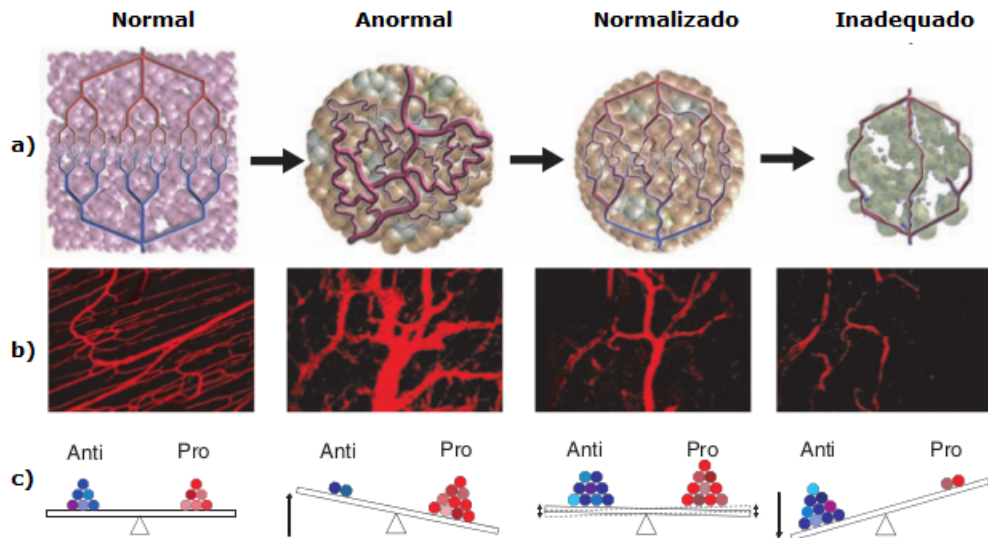 Normal Anormal Normalizado Inadequado
a)
b)
Anti Pro Anti Pro Anti Pro Anti Pro
c)